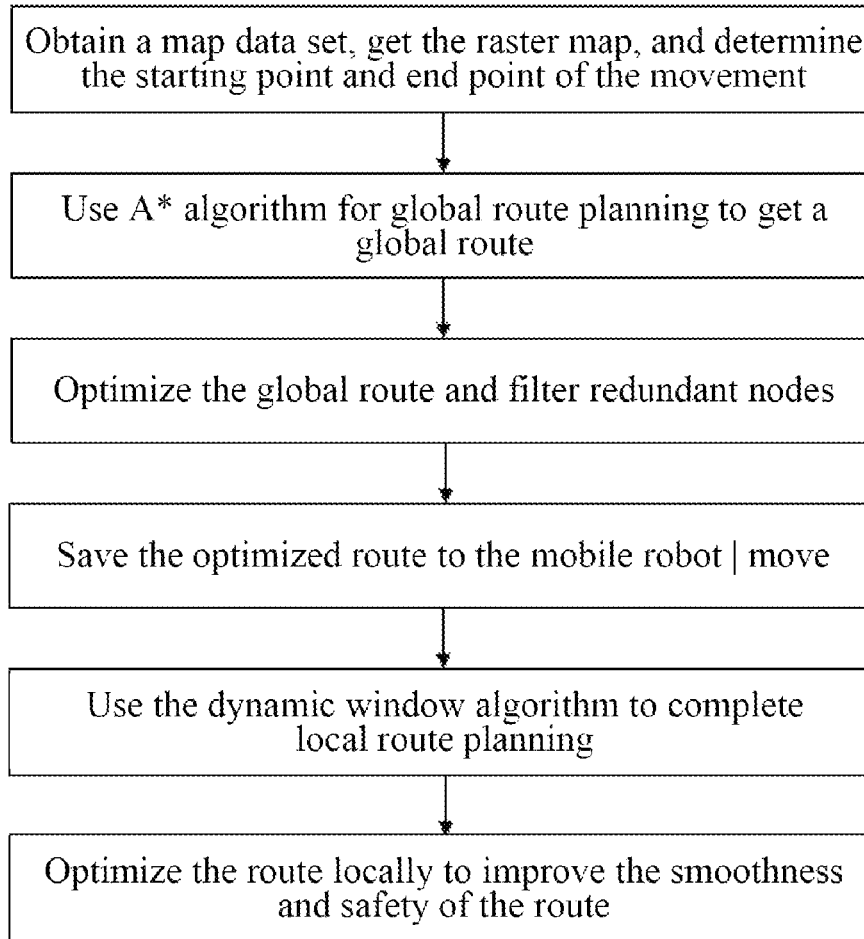 Obtain a map data set, get the raster map, and determine
the starting point and end point of the movement
Use A* algorithm for global route planning to get a
global route
Optimize the global route and filter redundant nodes
Save the optimized route to the mobile robot | move
Use the dynamic window algorithm to complete
local route planning
Optimize the route locally to improve the smoothness
and safety of the route